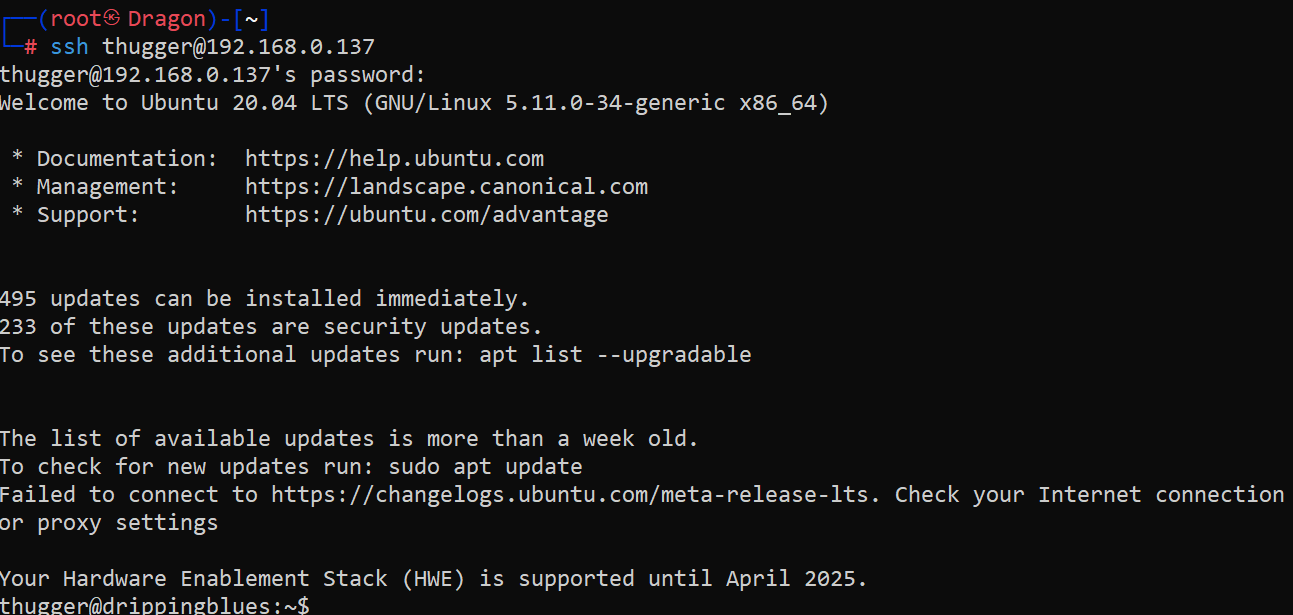 ┌──(root㉿Dragon)-[~]
└─# ssh thugger@192.168.0.137
thugger@192.168.0.137's password:
Welcome to Ubuntu 20.04 LTS (GNU/Linux 5.11.0-34-generic x86_64)
* Documentation:  https://help.ubuntu.com
* Management:     https://landscape.canonical.com
* Support:        https://ubuntu.com/advantage
495 updates can be installed immediately.
233 of these updates are security updates.
To see these additional updates run: apt list --upgradable
The list of available updates is more than a week old.
To check for new updates run: sudo apt update
Failed to connect to https://changelogs.ubuntu.com/meta-release-lts. Check your Internet connection
or proxy settings
Your Hardware Enablement Stack (HWE) is supported until April 2025.
thugger@drippingblues:~$